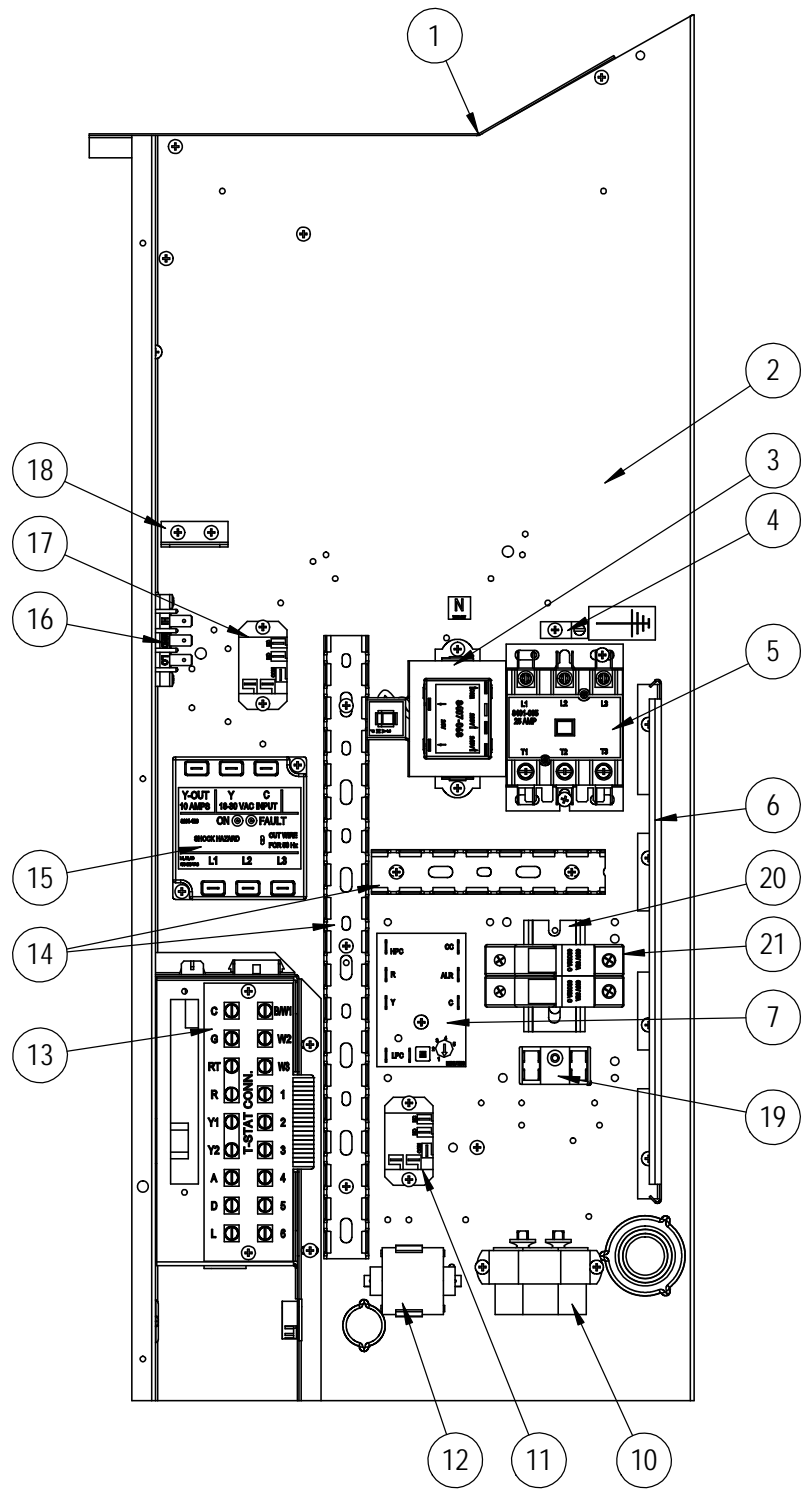 1
2
3
4
5
6
20
21
7
19
10
11
12
13
14
15
16
17
18
N
L1 L2 L3
25 AMP
T1 T2 T3
Y-OUT Y C
10 AMPS 18-30 VAC INPUT
ON FAULT
SHOCK HAZARD CUT WIRE
FOR 50 Hz
L1 L2 L3
HPC CC
R ALR
Y C
LPC
T-STAT CONN.
C B/W1
G W2
RT W3
R 1
Y1 2
Y2 3
A 4
D 5
L 6